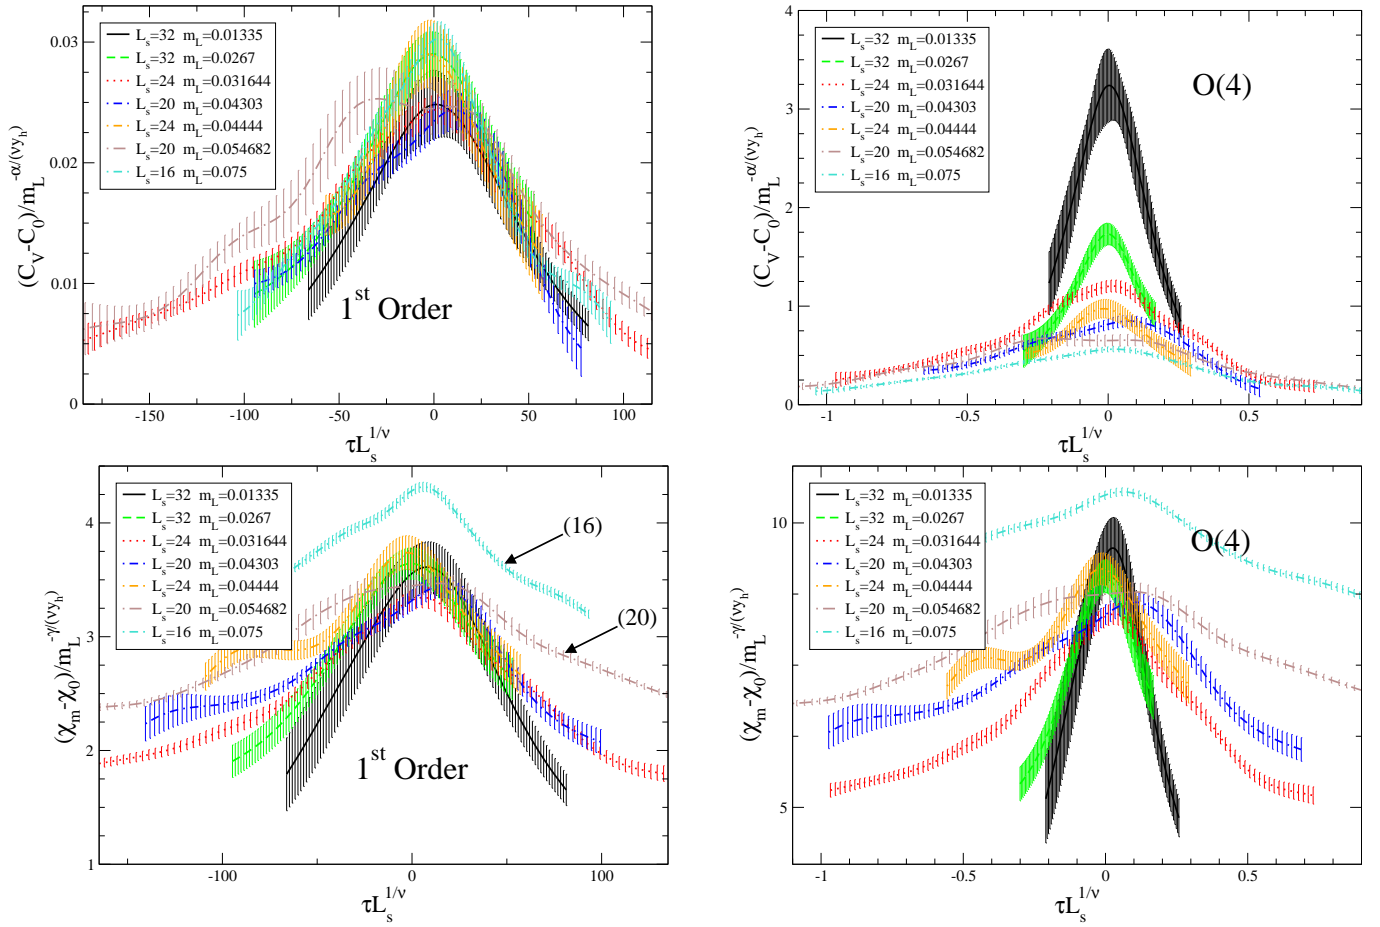 L_s=32 m_L=0.01335
L_s=32 m_L=0.0267
L_s=24 m_L=0.031644
L_s=20 m_L=0.04303
L_s=24 m_L=0.04444
L_s=20 m_L=0.054682
L_s=16 m_L=0.075
0.03
0.02
0.01
0
(C_V-C_0)/m_L^{-α/(νy_h)}
1^{st} Order
-150
-100
-50
0
50
100
τL_s^{1/ν}
L_s=32 m_L=0.01335
L_s=32 m_L=0.0267
L_s=24 m_L=0.031644
L_s=20 m_L=0.04303
L_s=24 m_L=0.04444
L_s=20 m_L=0.054682
L_s=16 m_L=0.075
O(4)
4
3
2
1
0
(C_V-C_0)/m_L^{-α/(νy_h)}
-1
-0.5
0
0.5
τL_s^{1/ν}
L_s=32 m_L=0.01335
L_s=32 m_L=0.0267
L_s=24 m_L=0.031644
L_s=20 m_L=0.04303
L_s=24 m_L=0.04444
L_s=20 m_L=0.054682
L_s=16 m_L=0.075
(16)
(20)
4
3
2
1
(χ_m-χ_0)/m_L^{-γ/(νy_h)}
1^{st} Order
-100
0
100
τL_s^{1/ν}
L_s=32 m_L=0.01335
L_s=32 m_L=0.0267
L_s=24 m_L=0.031644
L_s=20 m_L=0.04303
L_s=24 m_L=0.04444
L_s=20 m_L=0.054682
L_s=16 m_L=0.075
O(4)
10
5
(χ_m-χ_0)/m_L^{-γ/(νy_h)}
-1
-0.5
0
0.5
τL_s^{1/ν}